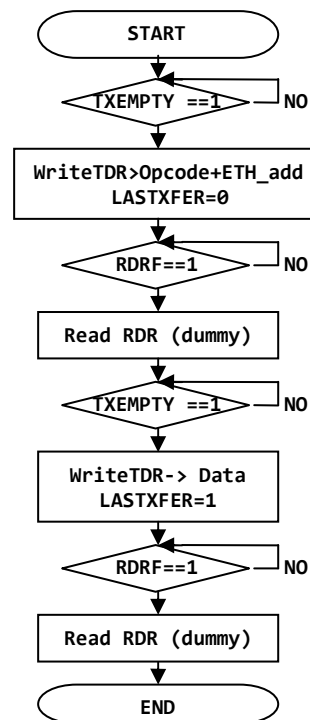 START
TXEMPTY ==1
NO
WriteTDR>Opcode+ETH_add
LASTXFER=0
RDRF==1
NO
Read RDR (dummy)
TXEMPTY ==1
NO
WriteTDR-> Data
LASTXFER=1
RDRF==1
NO
Read RDR (dummy)
END